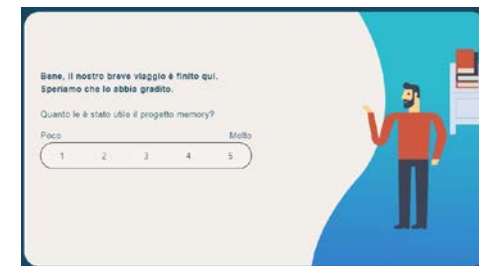 Bene, il nostro breve viaggio è finito qui.
Speriamo che lo abbia gradito.
Quanto le è stato utile il progetto memory?
Poco Molto
1 2 3 4 5